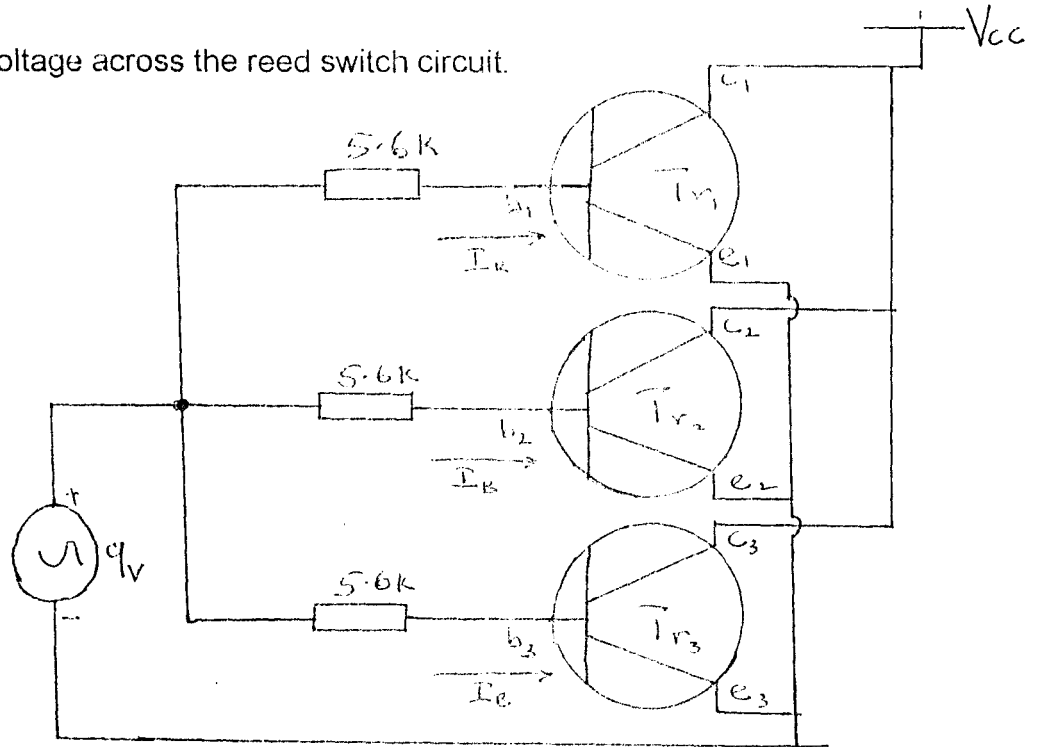 oltage across the reed switch circuit.
Vcc
c1
5.6K
Tr1
b1
IB
e1
c2
5.6K
Tr2
b2
IB
e2
+
9v
-
c3
5.6K
Tr3
b3
IB
e3